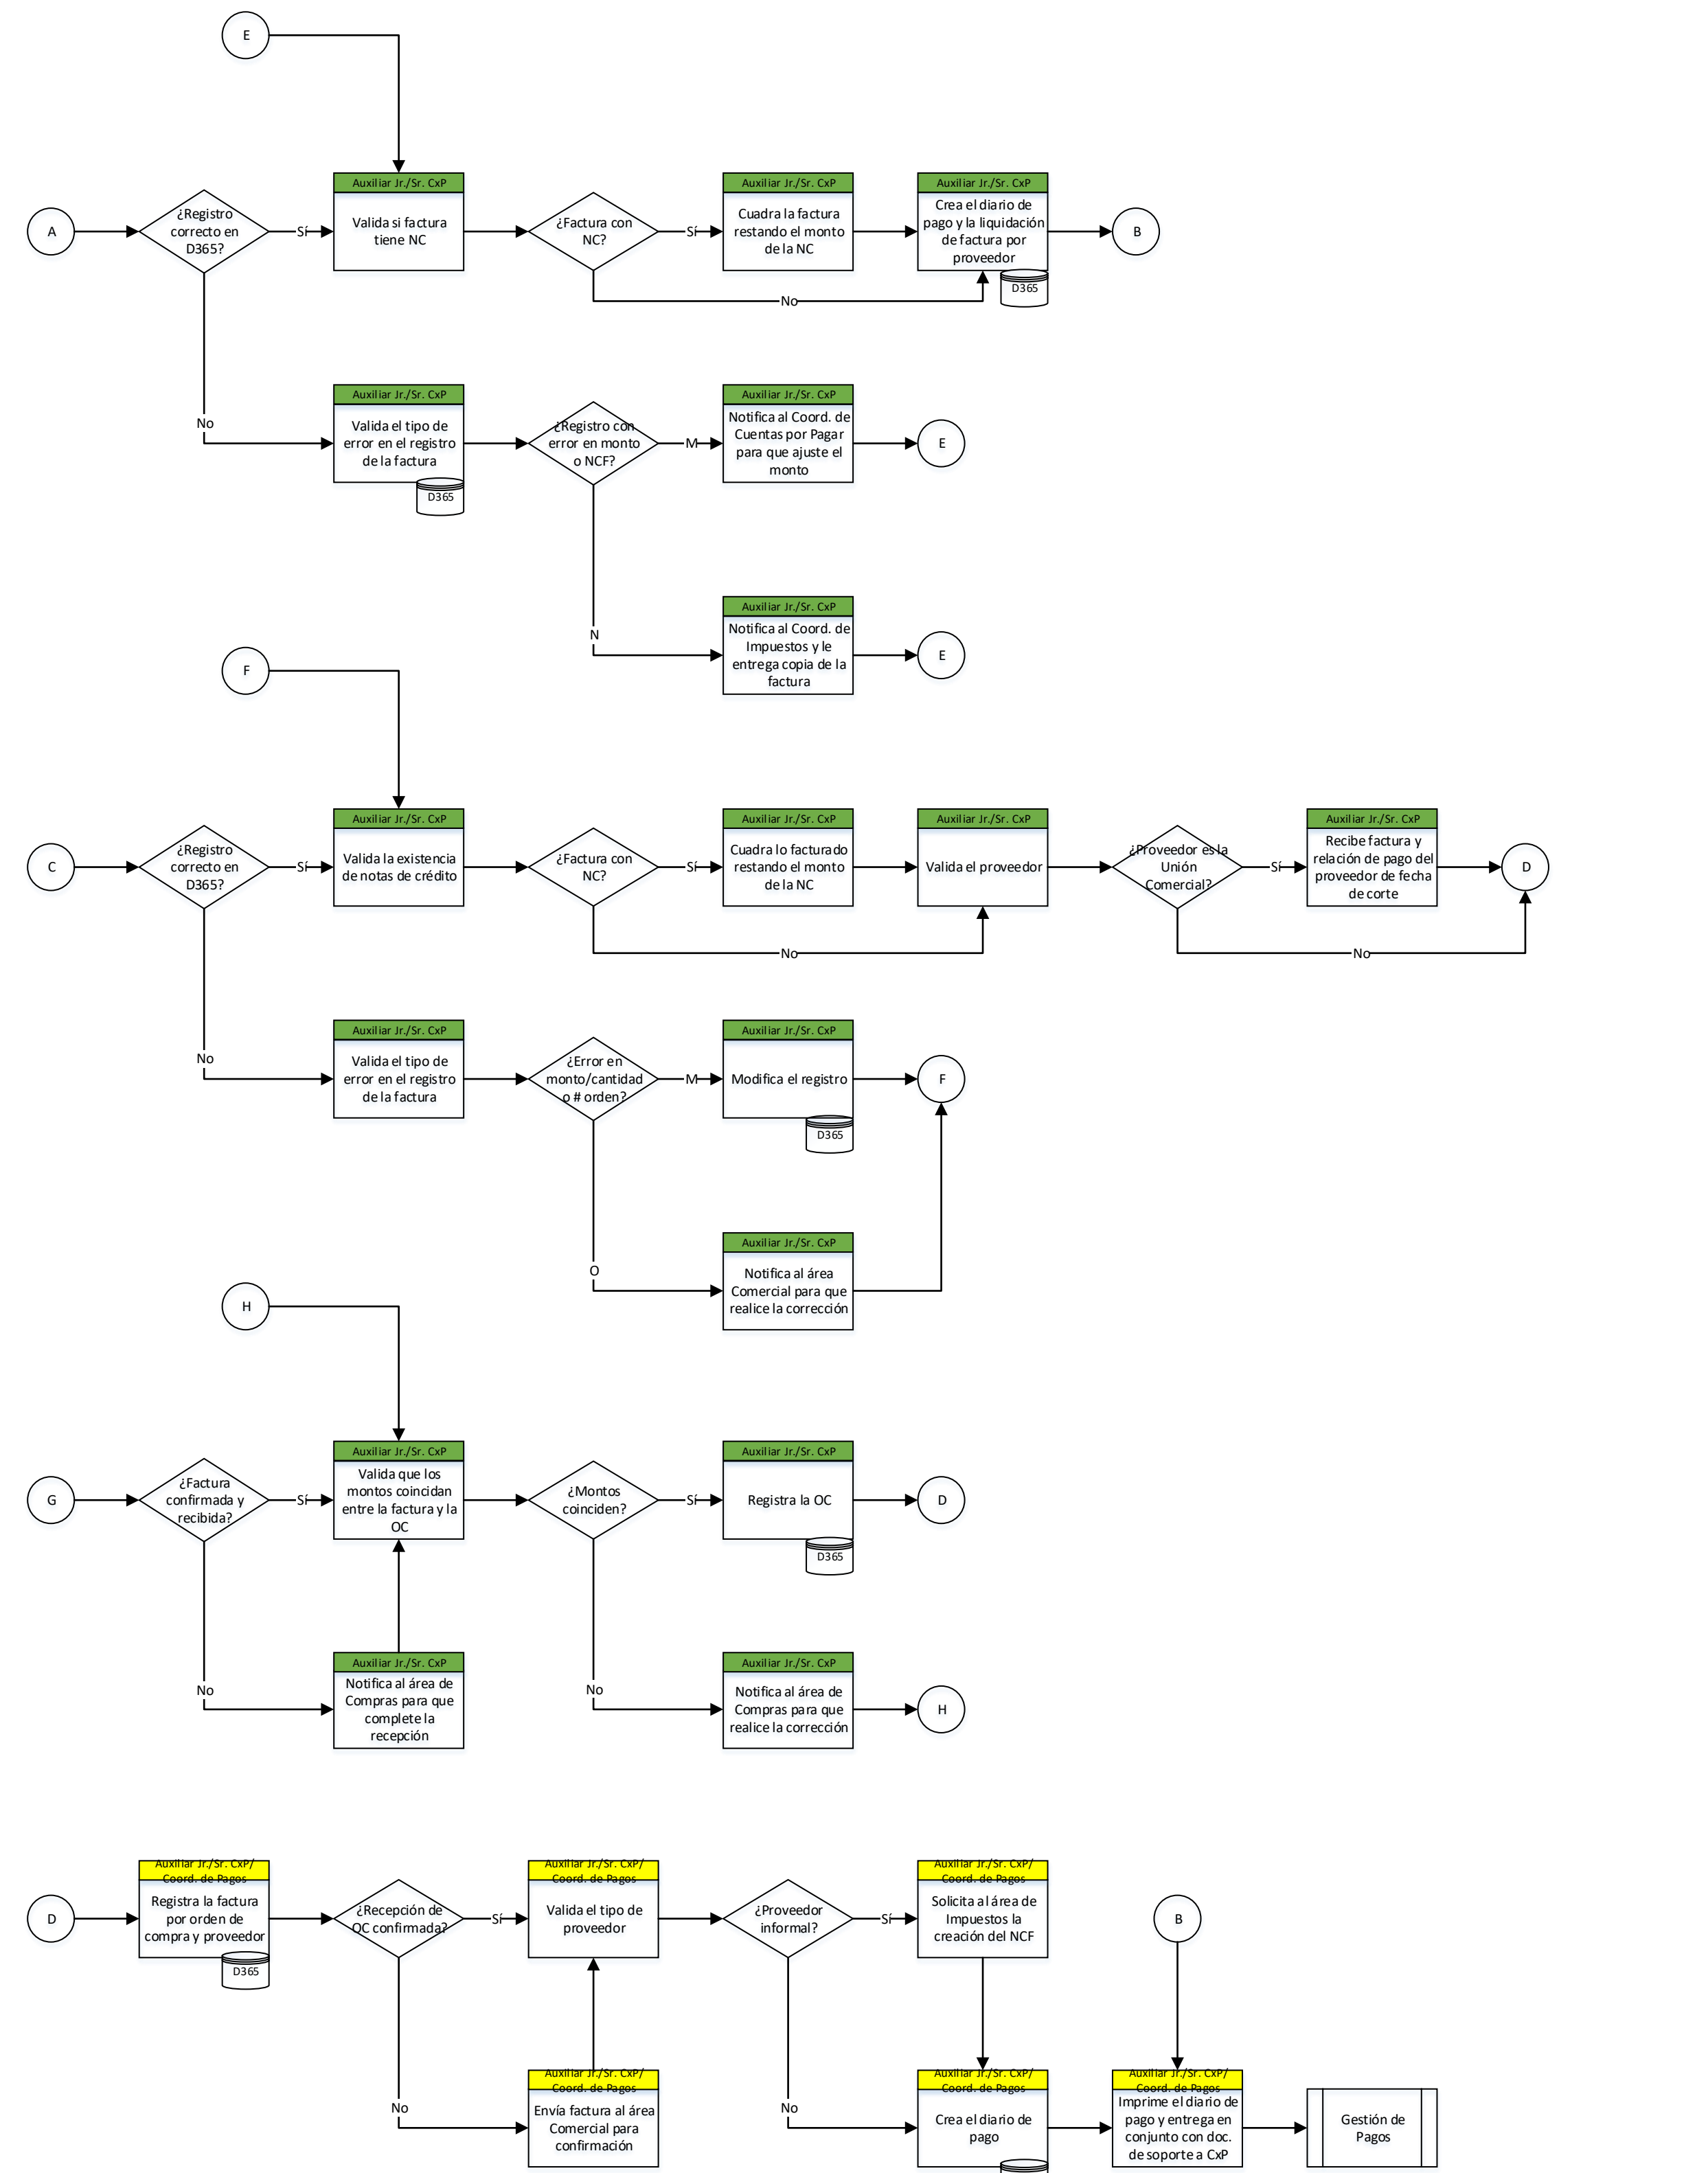 E
A
¿Registro
correcto en
D365?
Sí
Auxiliar Jr./Sr. CxP
Valida si factura
tiene NC
¿Factura con
NC?
Sí
Auxiliar Jr./Sr. CxP
Cuadra la factura
restando el monto
de la NC
Auxiliar Jr./Sr. CxP
Crea el diario de
pago y la liquidación
de factura por
proveedor
D365
B
No
No
Auxiliar Jr./Sr. CxP
Valida el tipo de
error en el registro
de la factura
D365
¿Registro con
error en monto
o NCF?
M
Auxiliar Jr./Sr. CxP
Notifica al Coord. de
Cuentas por Pagar
para que ajuste el
monto
E
N
Auxiliar Jr./Sr. CxP
Notifica al Coord. de
Impuestos y le
entrega copia de la
factura
E
F
C
¿Registro
correcto en
D365?
Sí
Auxiliar Jr./Sr. CxP
Valida la existencia
de notas de crédito
¿Factura con
NC?
Sí
Auxiliar Jr./Sr. CxP
Cuadra lo facturado
restando el monto
de la NC
Auxiliar Jr./Sr. CxP
Valida el proveedor
¿Proveedor es la
Unión
Comercial?
Sí
Auxiliar Jr./Sr. CxP
Recibe factura y
relación de pago del
proveedor de fecha
de corte
D
No
No
No
Auxiliar Jr./Sr. CxP
Valida el tipo de
error en el registro
de la factura
¿Error en
monto/cantidad
o # orden?
M
Auxiliar Jr./Sr. CxP
Modifica el registro
D365
F
O
Auxiliar Jr./Sr. CxP
Notifica al área
Comercial para que
realice la corrección
H
G
¿Factura
confirmada y
recibida?
Sí
Auxiliar Jr./Sr. CxP
Valida que los
montos coincidan
entre la factura y la
OC
¿Montos
coinciden?
Sí
Auxiliar Jr./Sr. CxP
Registra la OC
D365
D
No
Auxiliar Jr./Sr. CxP
Notifica al área de
Compras para que
complete la
recepción
No
Auxiliar Jr./Sr. CxP
Notifica al área de
Compras para que
realice la corrección
H
D
Auxiliar Jr./Sr. CxP/
Coord. de Pagos
Registra la factura
por orden de
compra y proveedor
D365
¿Recepción de
OC confirmada?
Sí
Auxiliar Jr./Sr. CxP/
Coord. de Pagos
Valida el tipo de
proveedor
¿Proveedor
informal?
Sí
Auxiliar Jr./Sr. CxP/
Coord. de Pagos
Solicita al área de
Impuestos la
creación del NCF
B
No
Auxiliar Jr./Sr. CxP/
Coord. de Pagos
Envía factura al área
Comercial para
confirmación
No
Auxiliar Jr./Sr. CxP/
Coord. de Pagos
Crea el diario de
pago
Auxiliar Jr./Sr. CxP/
Coord. de Pagos
Imprime el diario de
pago y entrega en
conjunto con doc.
de soporte a CxP
Gestión de
Pagos